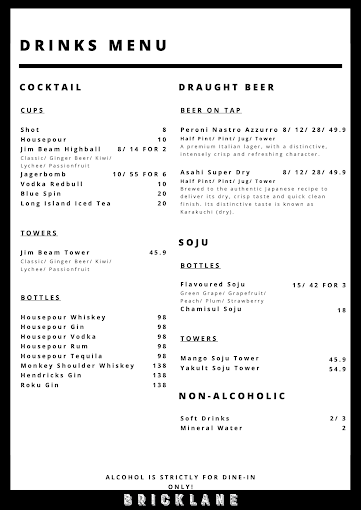 DRINKS MENU
COCKTAIL
CUPS
Shot 8
Housepour 10
Jim Beam Highball 8/ 14 FOR 2
Classic/ Ginger Beer/ Kiwi/
Lychee/ Passionfruit
Jagerbomb 10/ 55 FOR 6
Vodka Redbull 10
Blue Spin 20
Long Island Iced Tea 20
TOWERS
Jim Beam Tower 45.9
Classic/ Ginger Beer/ Kiwi/
Lychee/ Passionfruit
BOTTLES
Housepour Whiskey 98
Housepour Gin 98
Housepour Vodka 98
Housepour Rum 98
Housepour Tequila 98
Monkey Shoulder Whiskey 138
Hendricks Gin 138
Roku Gin 138
DRAUGHT BEER
BEER ON TAP
Peroni Nastro Azzurro 8/ 12/ 28/ 49.9
Half Pint/ Pint/ Jug/ Tower
A premium Italian lager, with a distinctive,
intensely crisp and refreshing character.
Asahi Super Dry 8/ 12/ 28/ 49.9
Half Pint/ Pint/ Jug/ Tower
Brewed to the authentic Japanese recipe to
deliver its dry, crisp taste and quick clean
finish. Its distinctive taste is known as
Karakuchi (dry).
SOJU
BOTTLES
Flavoured Soju 15/ 42 FOR 3
Green Grape/ Grapefruit/
Peach/ Plum/ Strawberry
Chamisul Soju 18
TOWERS
Mango Soju Tower 45.9
Yakult Soju Tower 54.9
NON-ALCOHOLIC
Soft Drinks 2/ 3
Mineral Water 2
ALCOHOL IS STRICTLY FOR DINE-IN
ONLY!
BRICKLANE